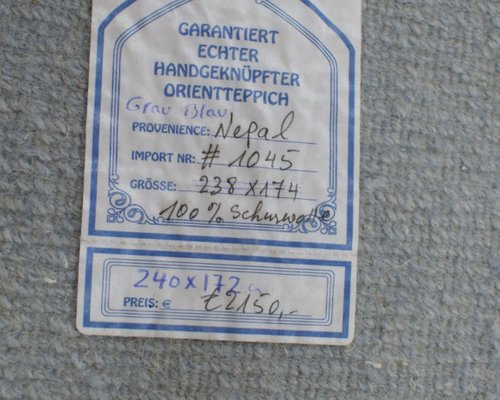 GARANTIERT
ECHTER
HANDGEKNÜPFTER
ORIENTTEPPICH
Grau Blau
PROVENIENCE: Nepal
IMPORT NR: # 1045
GRÖSSE: 238 x 174
100% Schurwolle
240 x 172
PREIS: € € 2150,-